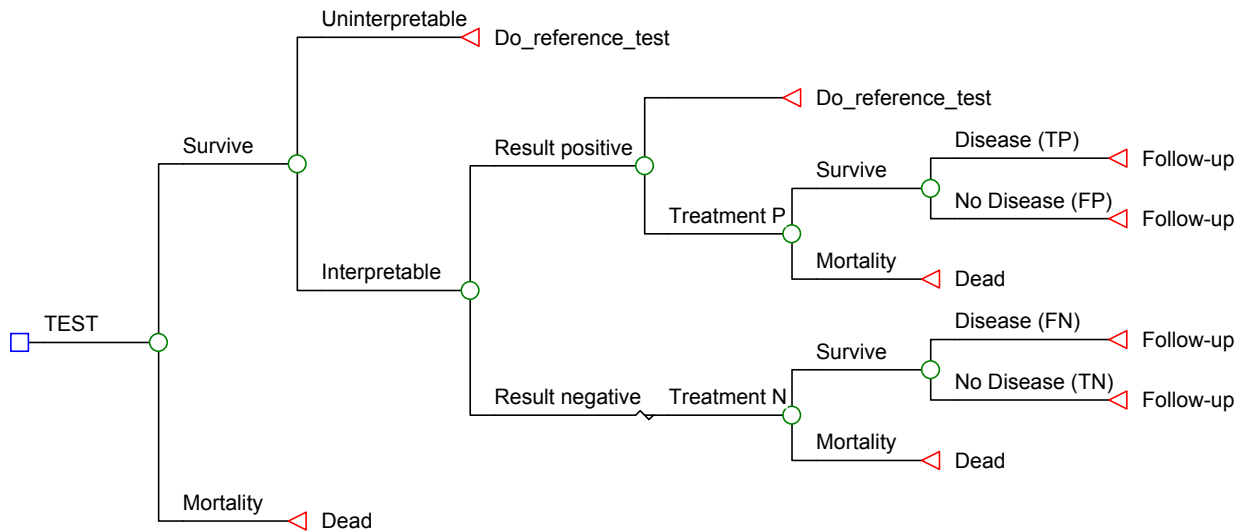 Uninterpretable
Do_reference_test
Do_reference_test
Disease (TP)
Follow-up
Survive
Result positive
Survive
No Disease (FP)
Follow-up
Treatment P
Mortality
Dead
Interpretable
TEST
Disease (FN)
Follow-up
Survive
No Disease (TN)
Follow-up
Result negative
Treatment N
Mortality
Dead
Mortality
Dead